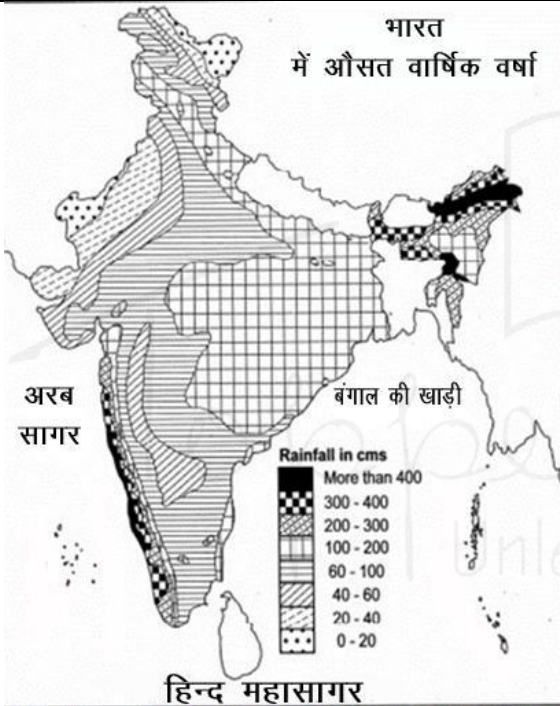 भारत
में औसत वार्षिक वर्षा
अरब
सागर
बंगाल की खाड़ी
Rainfall in cms
More than 400
300 - 400
200 - 300
100 - 200
60 - 100
40 - 60
20 - 40
0 - 20
हिन्द महासागर